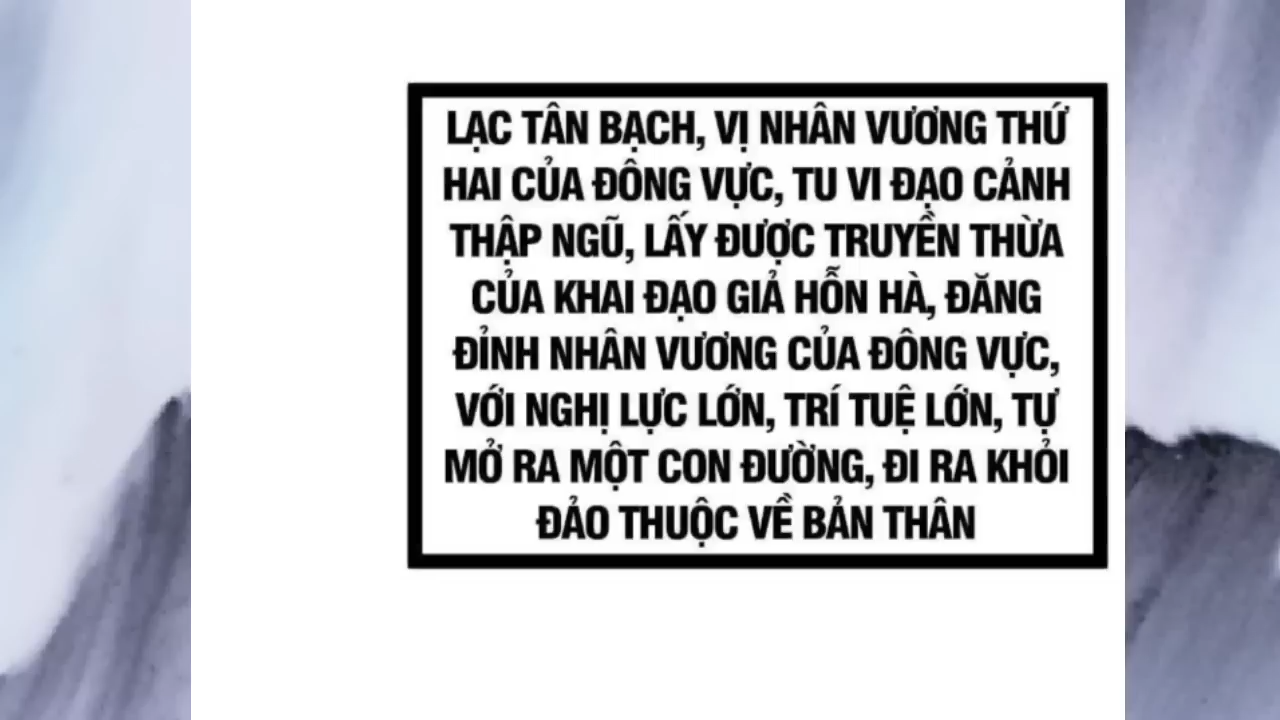 LẠC TÂN BẠCH, VỊ NHÂN VƯƠNG THỨ
HAI CỦA ĐÔNG VỰC, TU VI ĐẠO CẢNH
THẬP NGŨ, LẤY ĐƯỢC TRUYỀN THỪA
CỦA KHAI ĐẠO GIẢ HỖN HÀ, ĐĂNG
ĐỈNH NHÂN VƯƠNG CỦA ĐÔNG VỰC,
VỚI NGHỊ LỰC LỚN, TRÍ TUỆ LỚN, TỰ
MỞ RA MỘT CON ĐƯỜNG, ĐI RA KHỎI
ĐẢO THUỘC VỀ BẢN THÂN